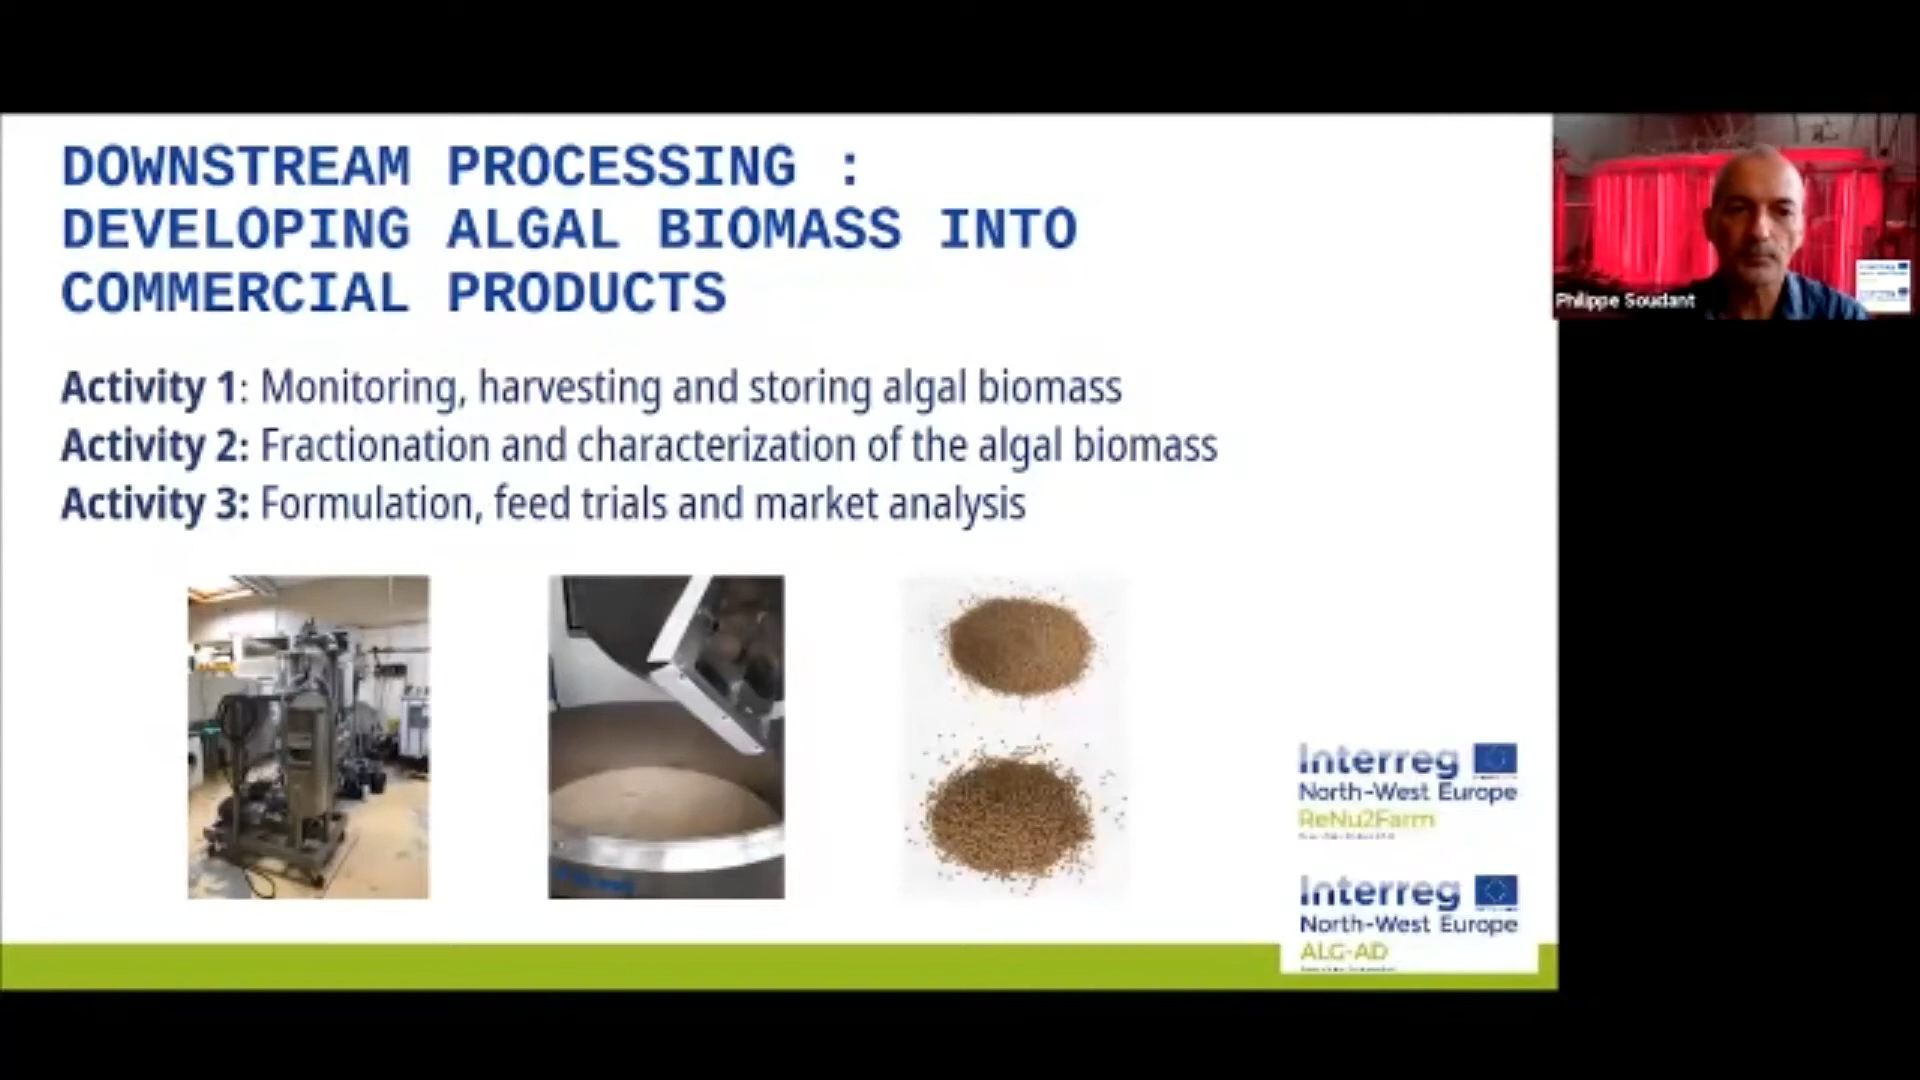 DOWNSTREAM PROCESSING :
DEVELOPING ALGAL BIOMASS INTO
COMMERCIAL PRODUCTS
Activity 1: Monitoring, harvesting and storing algal biomass
Activity 2: Fractionation and characterization of the algal biomass
Activity 3: Formulation, feed trials and market analysis
Philippe Soudant
Interreg
North-West Europe
ReNu2Farm
Interreg
North-West Europe
ALG-AD